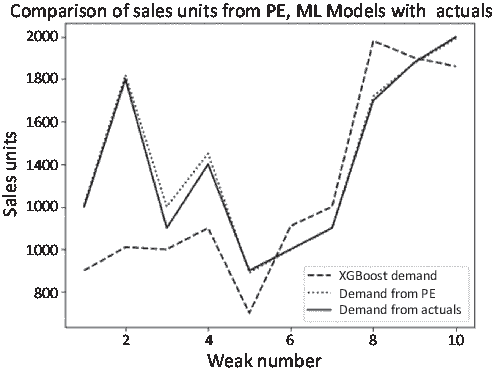 Comparison of sales units from PE, ML Models with actuals
2000
1800
1600
1400
1000
1000
800
Sales units
XGBoost demand
Demand from PE
Demand from actuals
2
4
6
8
10
Weak number